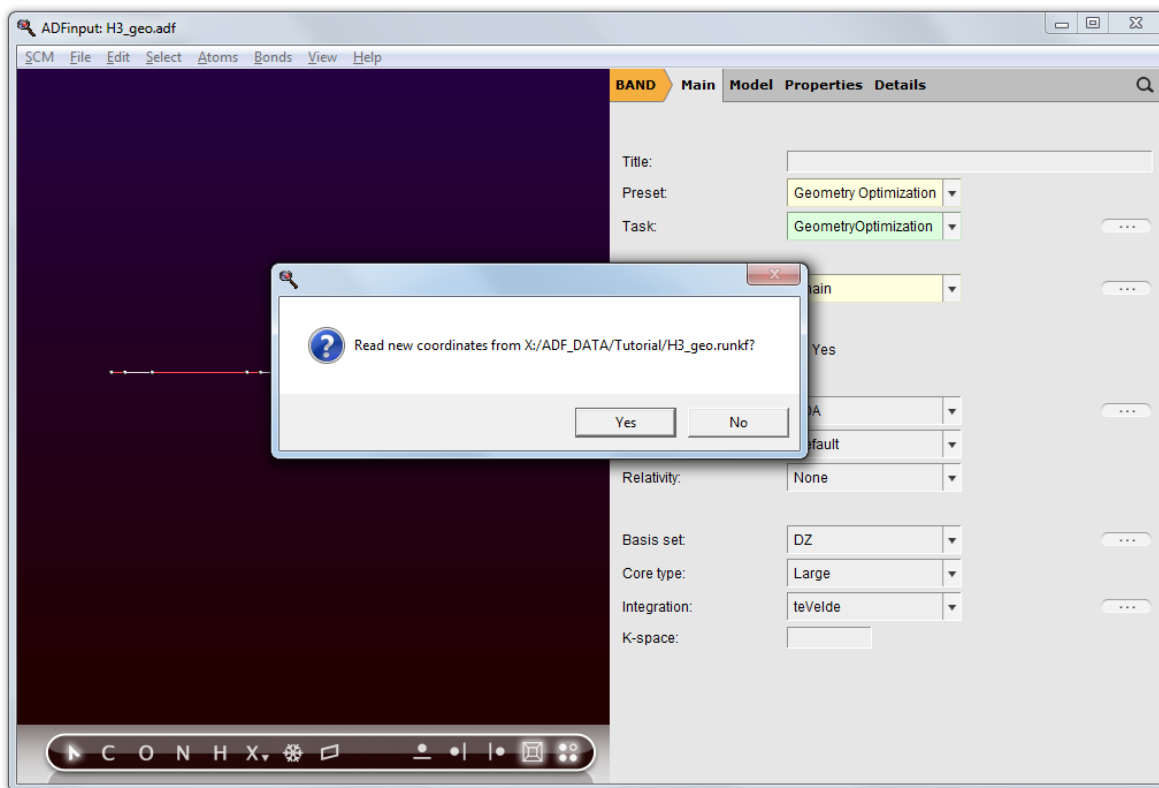 ADFinput: H3_geo.adf
SCM File Edit Select Atoms Bonds View Help
BAND Main Model Properties Details
Title:
Preset: Geometry Optimization
Task: GeometryOptimization
hain
Read new coordinates from X:/ADF_DATA/Tutorial/H3_geo.runkf?
Yes
Yes No
DA
efault
Relativity: None
Basis set: DZ
Core type: Large
Integration: teVelde
K-space:
C O N H X